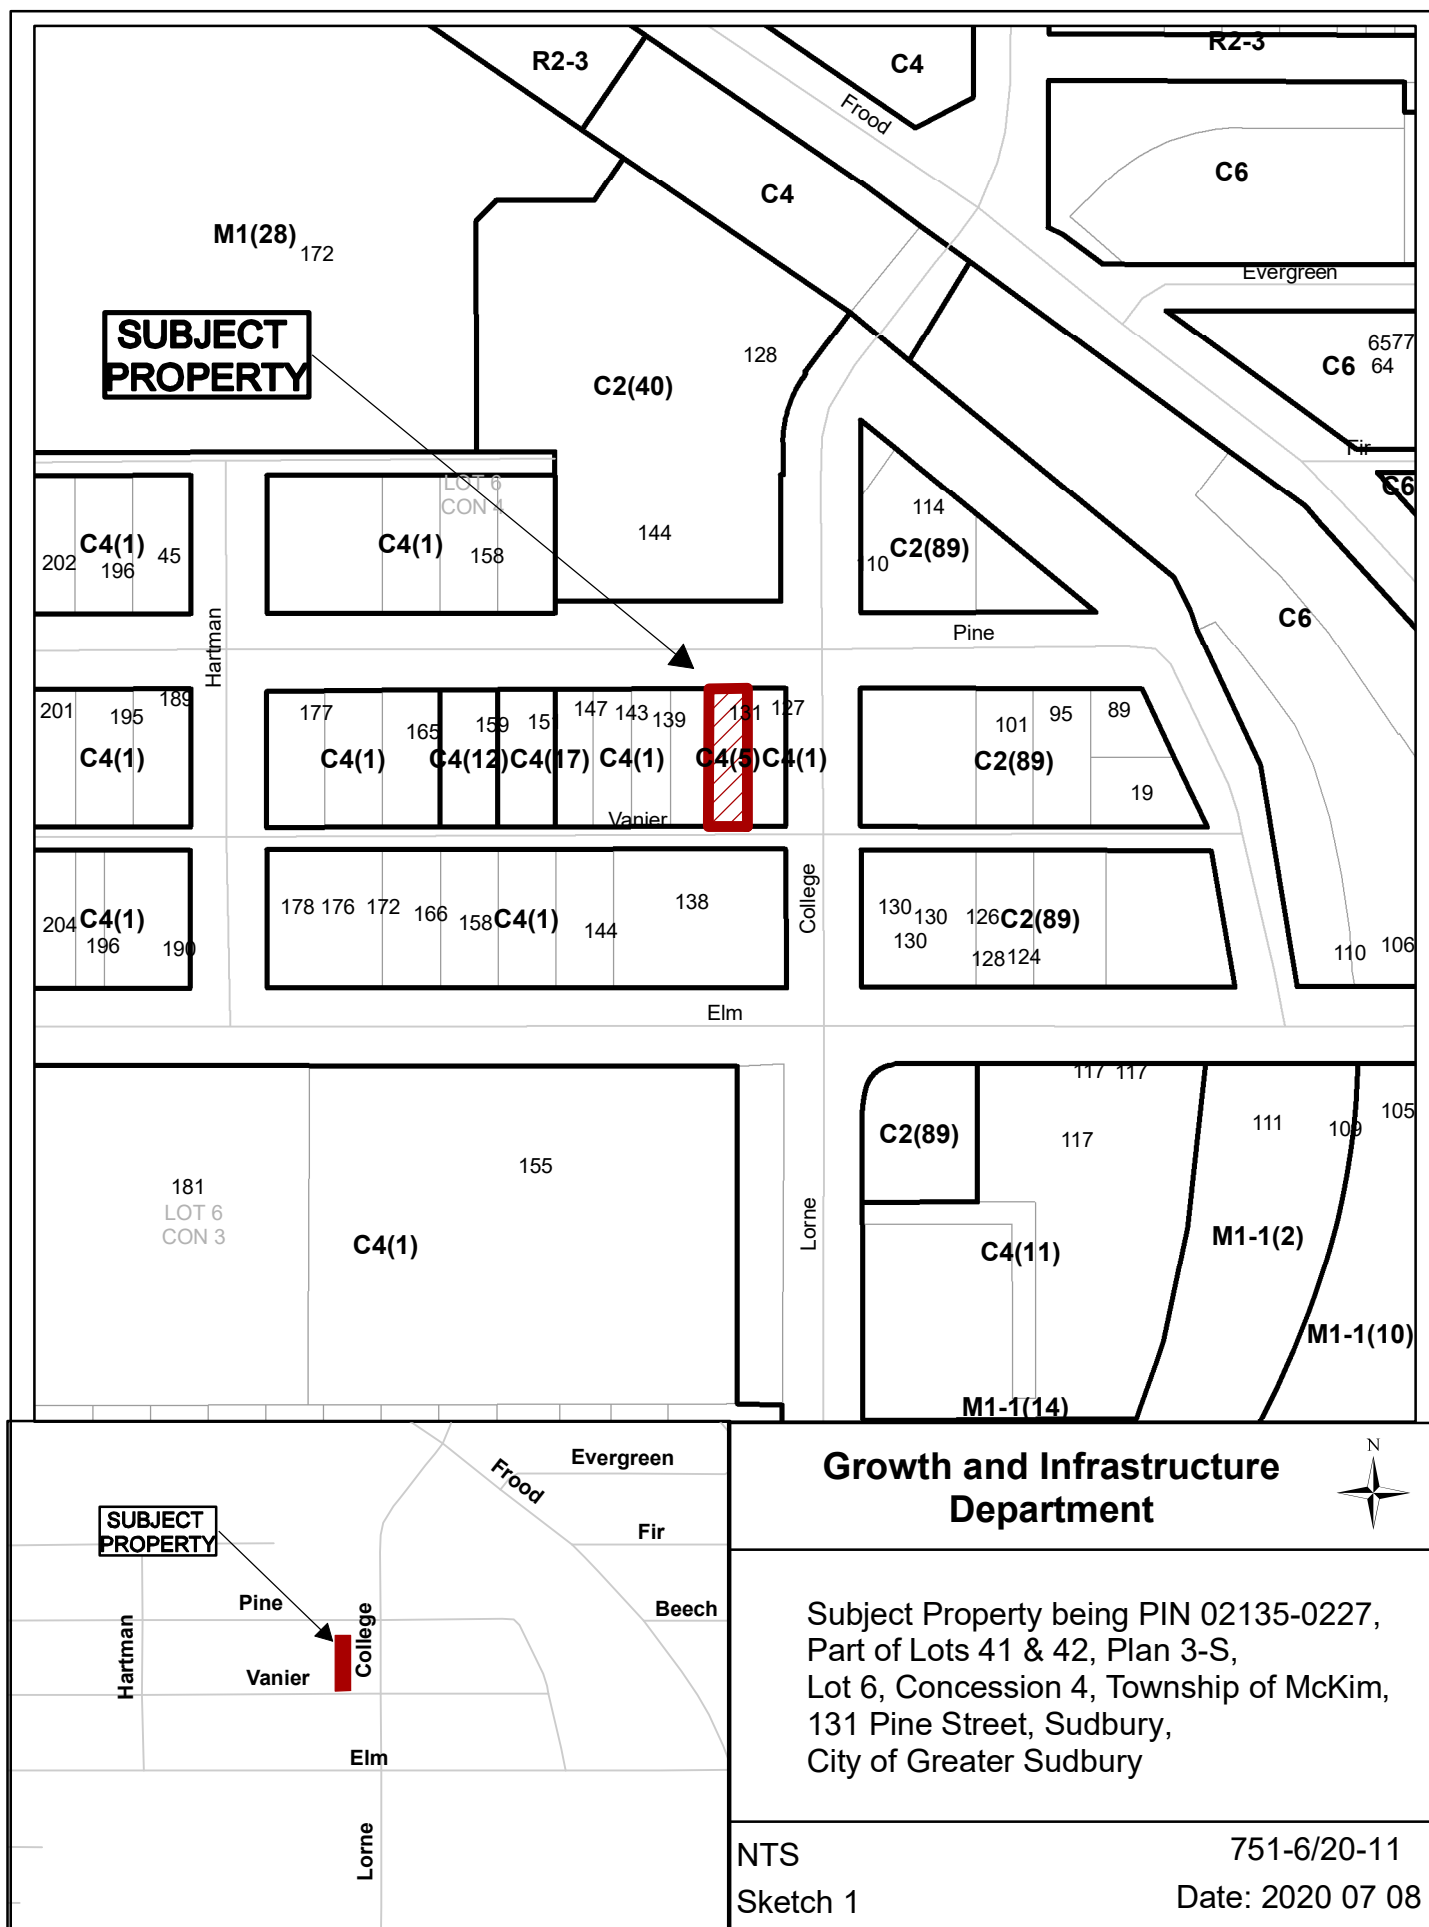 R2-3
C4
R2-3
Frood
C6
C4
M1(28)
172
Evergreen
SUBJECT
PROPERTY
128
C2(40)
6577
C6 64
Fir
LOT 6
CON 4
C6
114
144
C4(1)
202
196
45
C4(1)
158
110
C2(89)
Hartman
Pine
C6
201
195
189
C4(1)
177
165
159
151
147
143
139
131
127
C4(1)
C4(12)
C4(17)
C4(1)
C4(5)
C4(1)
101
95
89
C2(89)
19
Vanier
204
C4(1)
196
190
178 176 172 166 158
C4(1)
144
138
College
130
130
130
126
C2(89)
128
124
110
106
Elm
117 117
105
111
109
C2(89)
117
155
181
LOT 6
CON 3
C4(1)
Lorne
C4(11)
M1-1(2)
M1-1(10)
M1-1(14)
Evergreen
Frood
SUBJECT
PROPERTY
Fir
Pine
Beech
Hartman
College
Vanier
Elm
Lorne
Growth and Infrastructure
Department
N
Subject Property being PIN 02135-0227,
Part of Lots 41 & 42, Plan 3-S,
Lot 6, Concession 4, Township of McKim,
131 Pine Street, Sudbury,
City of Greater Sudbury
NTS
751-6/20-11
Sketch 1
Date: 2020 07 08